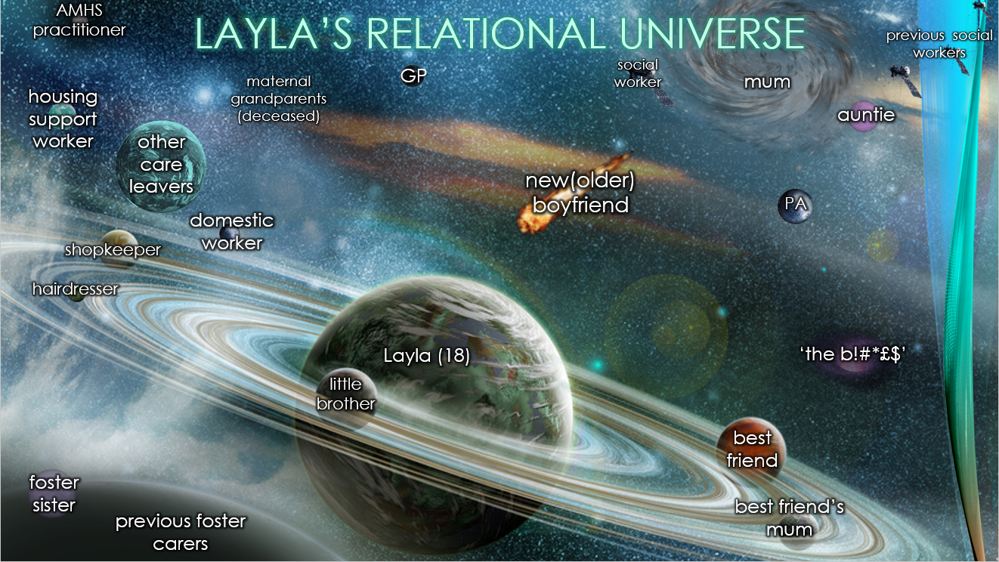 AMHS
practitioner
LAYLA’S RELATIONAL UNIVERSE
previous social
workers
social
worker
GP
mum
maternal
grandparents
(deceased)
housing
support
worker
auntie
other
care
leavers
new(older)
boyfriend
PA
domestic
worker
shopkeeper
hairdresser
Layla (18)
‘the b!#*£$’
little
brother
best
friend
foster
sister
best friend’s
mum
previous foster
carers